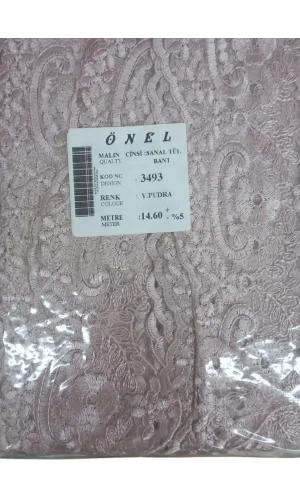 ÖNEL
MALIN CİNSİ :SANAL TÜL
QUALTY BANT
KOD NO : 3493
DESIGN
RENK : Y.PUDRA
COLOUR
METRE :14.60 + %5
METER -